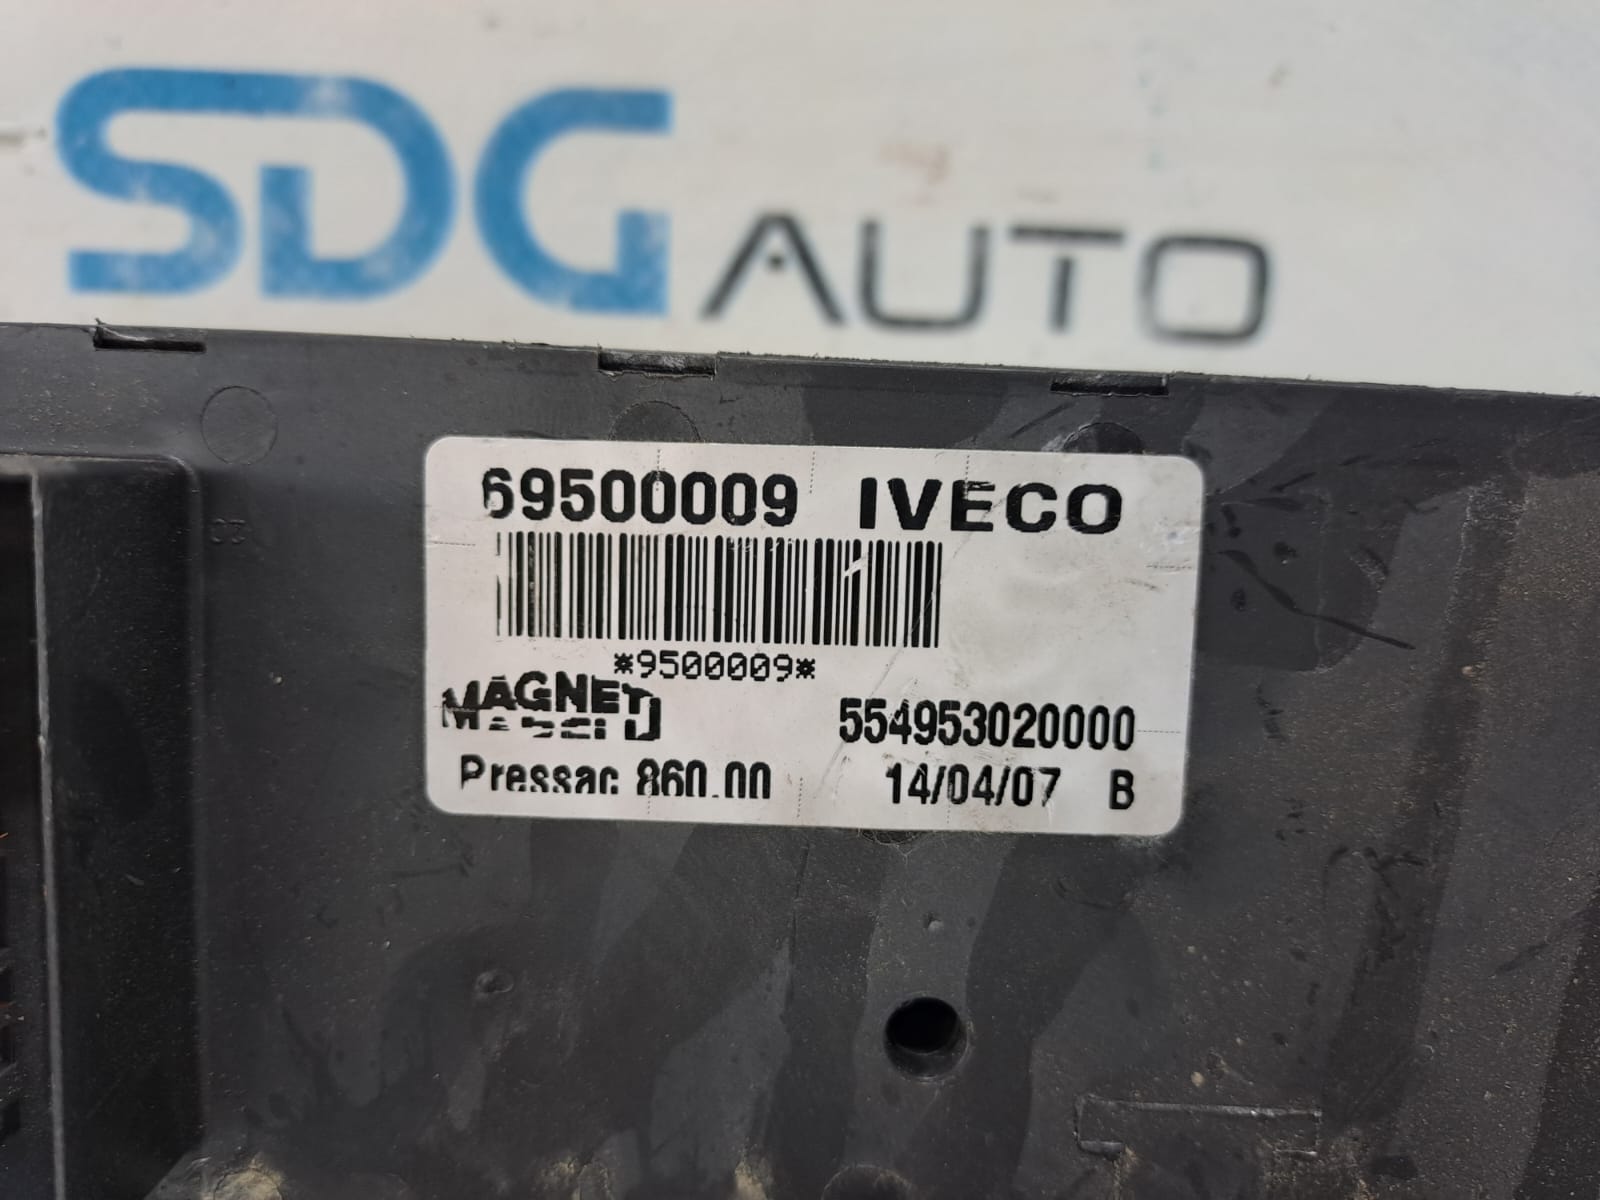 SDG AUTO
69500009 IVECO
*9500009*
MAGNETI
554953020000
Pressac 860.00
14/04/07 B